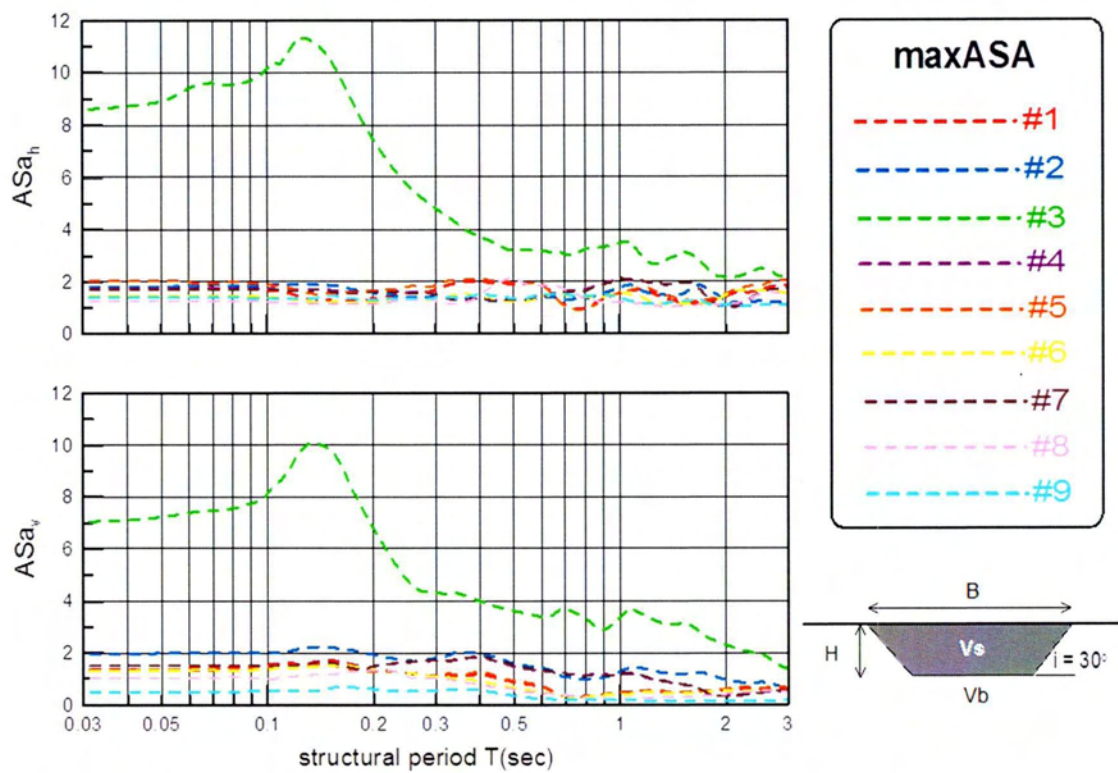 12
10
8
6
4
2
0
ASa_h
12
10
8
6
4
2
0
ASa_v
0.03 0.05 0.1 0.2 0.3 0.5 1 2 3
structural period T(sec)
maxASA
#1
#2
#3
#4
#5
#6
#7
#8
#9
B
H
Vs
i = 30°
Vb